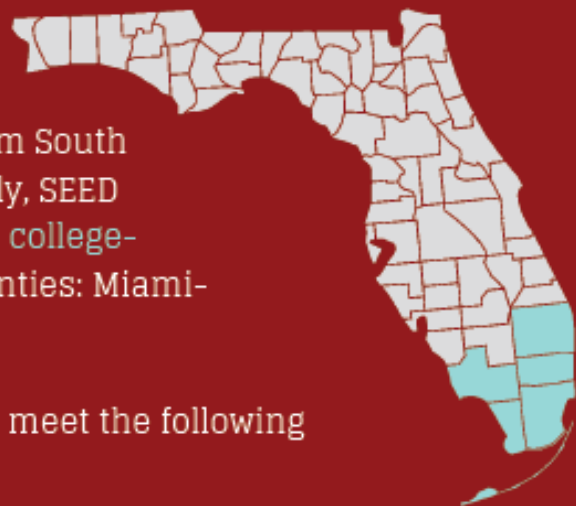 m South
ly, SEED
college-
nties: Miami-
meet the following